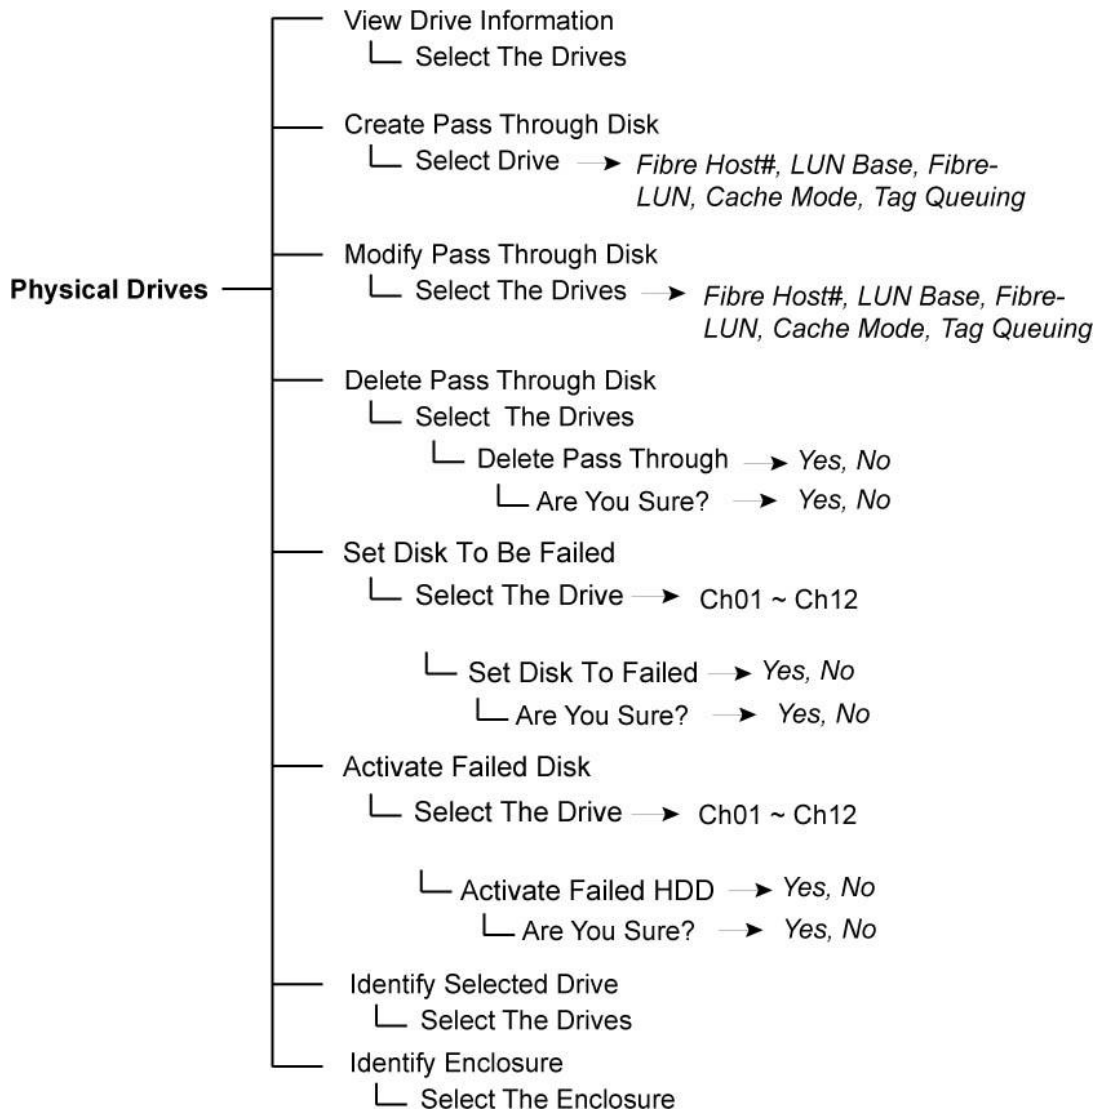 View Drive Information
Select The Drives
Create Pass Through Disk
Select Drive Fibre Host#, LUN Base, Fibre-
LUN, Cache Mode, Tag Queuing
Modify Pass Through Disk
Physical Drives
Select The Drives Fibre Host#, LUN Base, Fibre-
LUN, Cache Mode, Tag Queuing
Delete Pass Through Disk
Select The Drives
Delete Pass Through Yes, No
Are You Sure? Yes, No
Set Disk To Be Failed
Select The Drive Ch01 ~ Ch12
Set Disk To Failed Yes, No
Are You Sure? Yes, No
Activate Failed Disk
Select The Drive Ch01 ~ Ch12
Activate Failed HDD Yes, No
Are You Sure? Yes, No
Identify Selected Drive
Select The Drives
Identify Enclosure
Select The Enclosure